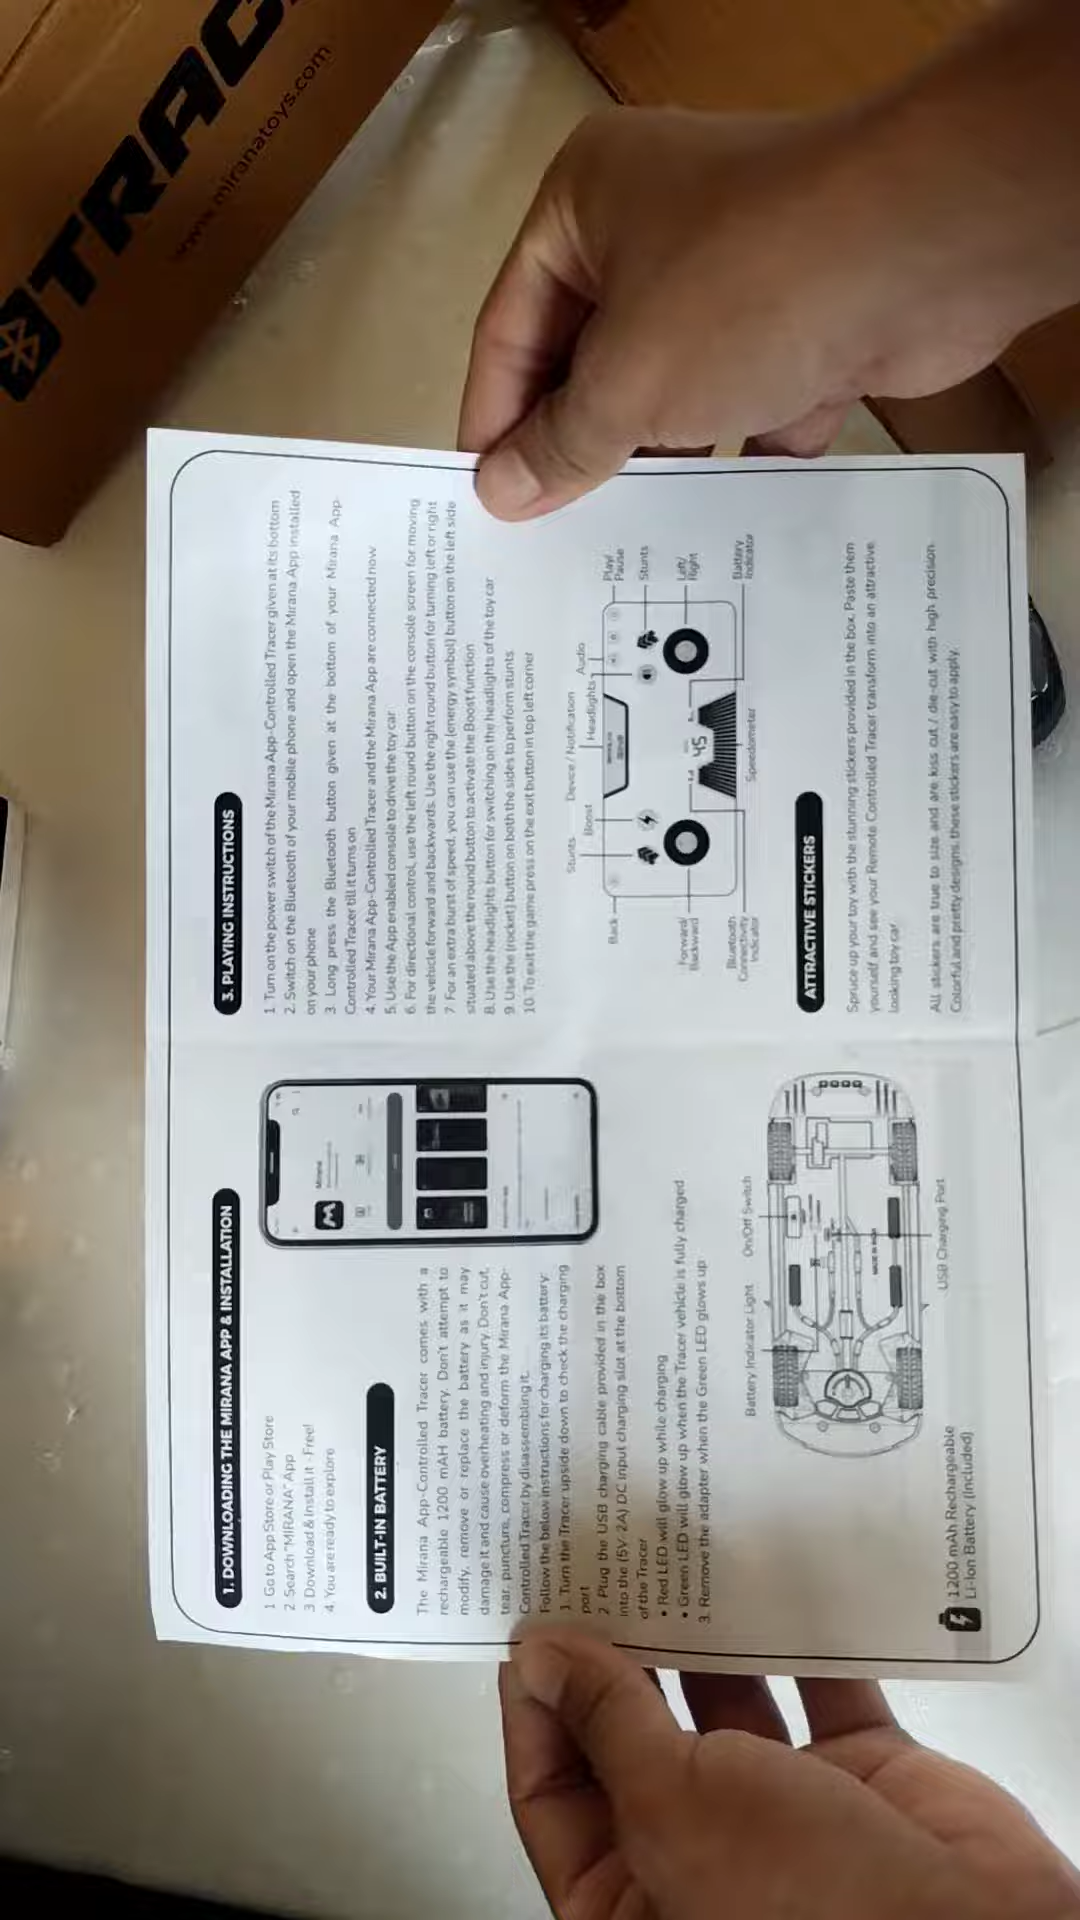 TRAC
www.miranatoys.com
1. DOWNLOADING THE MIRANA APP & INSTALLATION
1 Go to App Store or Play Store
2 Search "MIRANA" App
3 Download & Install it - Free!
4. You are ready to explore
Mirana
2. BUILT-IN BATTERY
The Mirana App-Controlled Tracer comes with a
rechargeable 1200 mAH battery. Don't attempt to
modify, remove or replace the battery as it may
damage it and cause overheating and injury. Don't cut,
tear, puncture, compress or deform the Mirana App-
Controlled Tracer by disassembling it.
Follow the below instructions for charging its battery:
1. Turn the Tracer upside down to check the charging
port
2. Plug the USB charging cable provided in the box
into the (5V-2A) DC input charging slot at the bottom
of the Tracer
• Red LED will glow up while charging
• Green LED will glow up when the Tracer vehicle is fully charged
3. Remove the adapter when the Green LED glows up
Battery Indicator Light
On/Off Switch
MADE IN INDIA
USB Charging Port
1200 mAh Rechargeable
Li-Ion Battery (Included)
3. PLAYING INSTRUCTIONS
1. Turn on the power switch of the Mirana App-Controlled Tracer given at its bottom
2. Switch on the Bluetooth of your mobile phone and open the Mirana App installed
on your phone
3. Long press the Bluetooth button given at the bottom of your Mirana App-
Controlled Tracer till it turns on
4. Your Mirana App-Controlled Tracer and the Mirana App are connected now
5. Use the App enabled console to drive the toy car
6. For directional control, use the left round button on the console screen for moving
the vehicle forward and backwards. Use the right round button for turning left or right
7. For an extra burst of speed, you can use the (energy symbol) button on the left side
situated above the round button to activate the Boost function
8. Use the headlights button for switching on the headlights of the toy car
9. Use the (rocket) button on both the sides to perform stunts
10. To exit the game, press on the exit button in top left corner
Stunts
Device / Notification
Boost
Headlights
Audio
Back
Play/
Pause
Stunts
45
Forward/
Backward
Left/
Right
Bluetooth
Connectivity
Indicator
Speedometer
Battery
Indicator
ATTRACTIVE STICKERS
Spruce up your toy with the stunning stickers provided in the box. Paste them
yourself and see your Remote Controlled Tracer transform into an attractive
looking toy car
All stickers are true to size and are kiss cut / die-cut with high precision.
Colorful and pretty designs, these stickers are easy to apply.